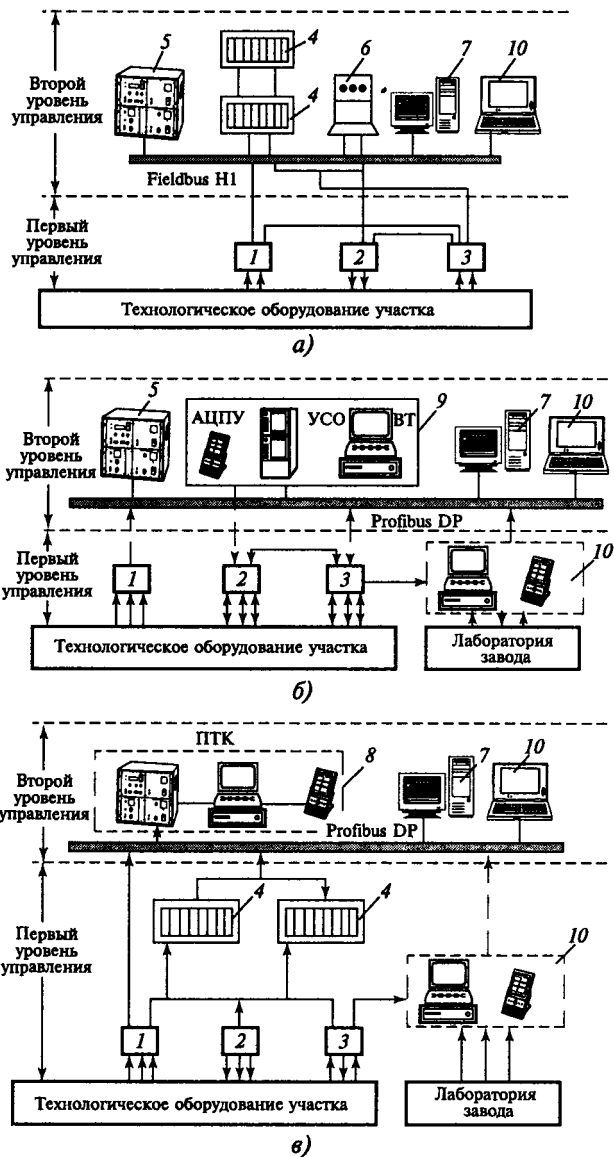 5
4
6
7
10
Второй
уровень
управления
4
Fieldbus H1
Первый
уровень
управления
1
2
3
Технологическое оборудование участка
а)
5
АЦПУ
УСО
ВТ
9
7
10
Второй
уровень
управления
Profibus DP
Первый
уровень
управления
1
2
3
10
Технологическое оборудование участка
Лаборатория
завода
б)
ПТК
8
7
10
Второй
уровень
управления
Profibus DP
4
4
Первый
уровень
управления
10
1
2
3
Технологическое оборудование участка
Лаборатория
завода
в)